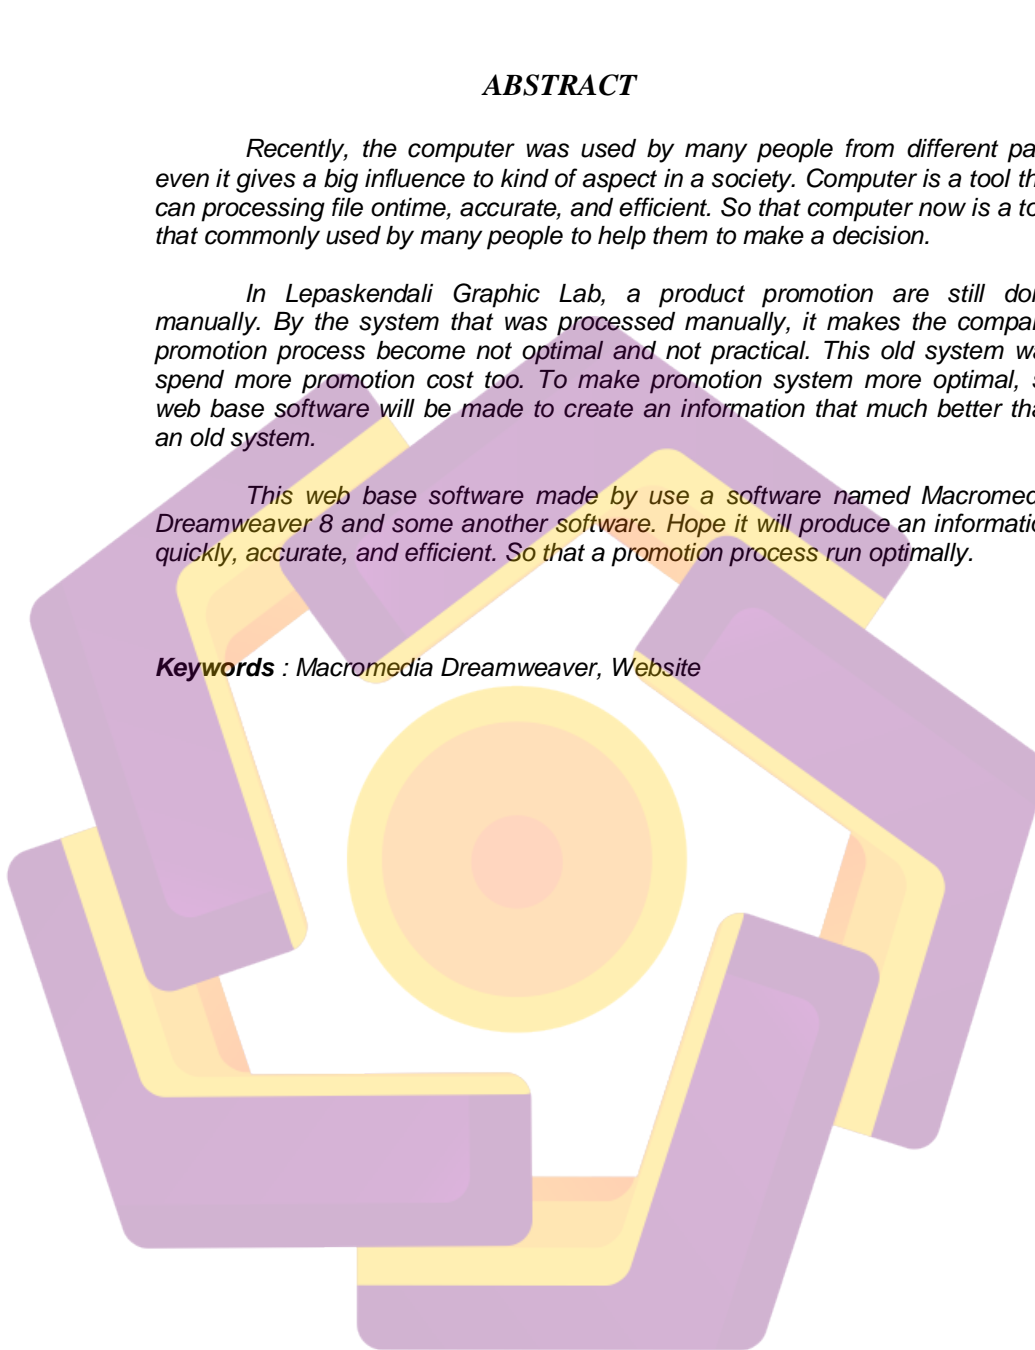 ABSTRACT
Recently, the computer was used by many people from different pa
even it gives a big influence to kind of aspect in a society. Computer is a tool th
can processing file ontime, accurate, and efficient. So that computer now is a to
that commonly used by many people to help them to make a decision.
In Lepaskendali Graphic Lab, a product promotion are still do
manually. By the system that was processed manually, it makes the compa
promotion process become not optimal and not practical. This old system wa
spend more promotion cost too. To make promotion system more optimal, s
web base software will be made to create an information that much better tha
an old system.
This web base software made by use a software named Macromed
Dreamweaver 8 and some another software. Hope it will produce an informatio
quickly, accurate, and efficient. So that a promotion process run optimally.
Keywords : Macromedia Dreamweaver, Website